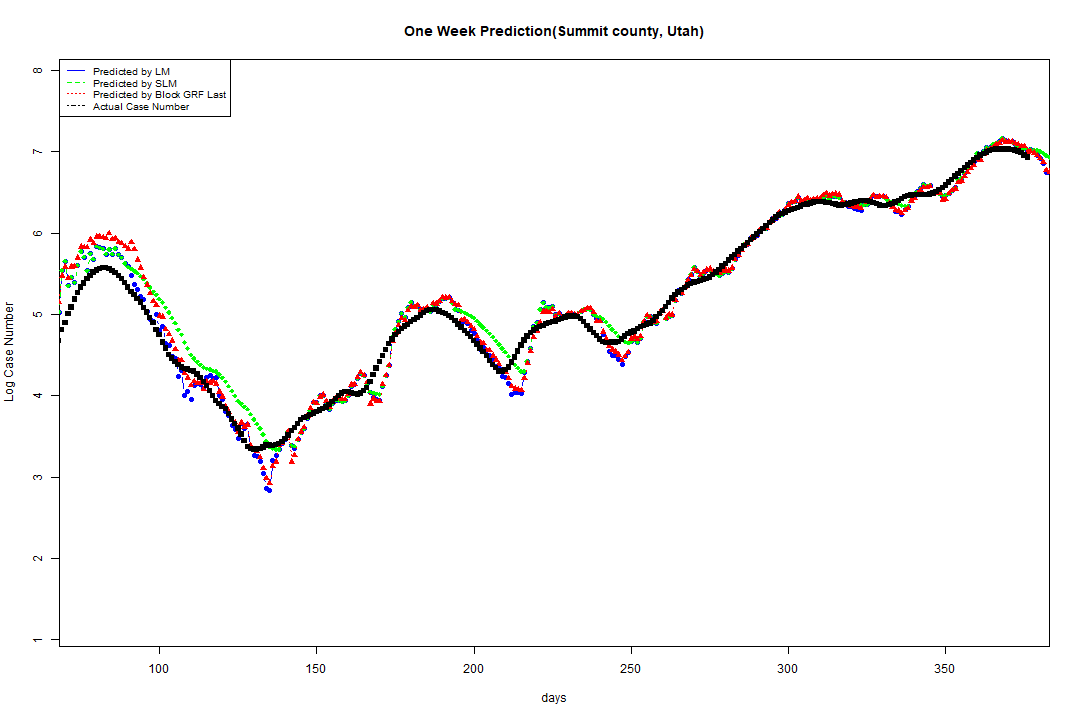 One Week Prediction(Summit county, Utah)
Predicted by LM
Predicted by SLM
Predicted by Block GRF Last
Actual Case Number
8
7
6
5
4
3
2
1
Log Case Number
100 150 200 250 300 350
days